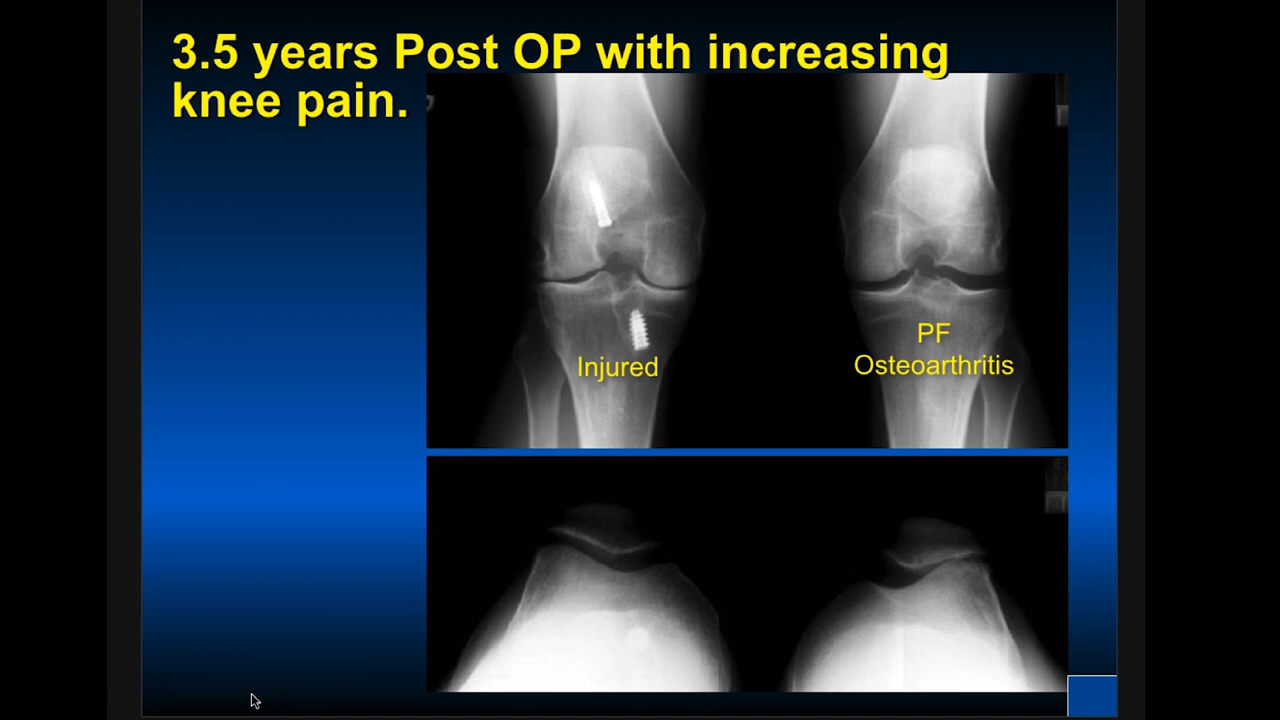 3.5 years Post OP with increasing
knee pain.
Injured
PF
Osteoarthritis